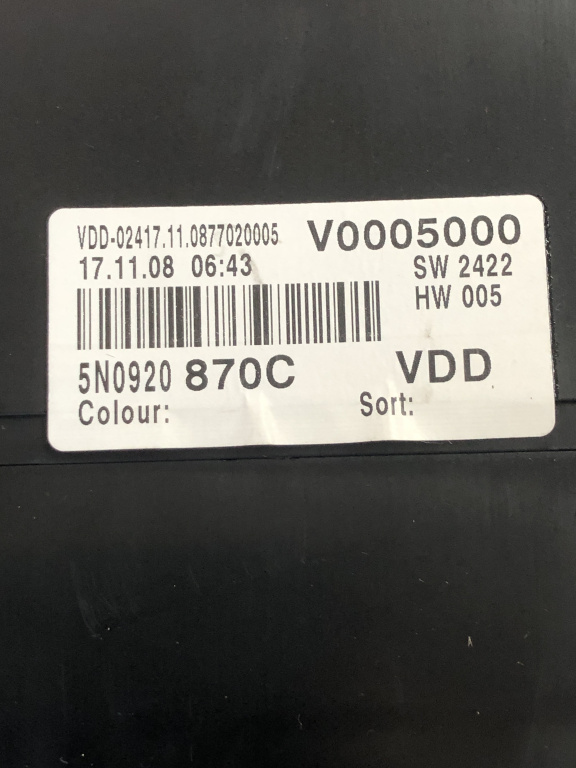 VDD-02417.11.0877020005 V0005000
17.11.08 06:43 SW 2422
HW 005
5N0920 870C VDD
Colour: Sort: